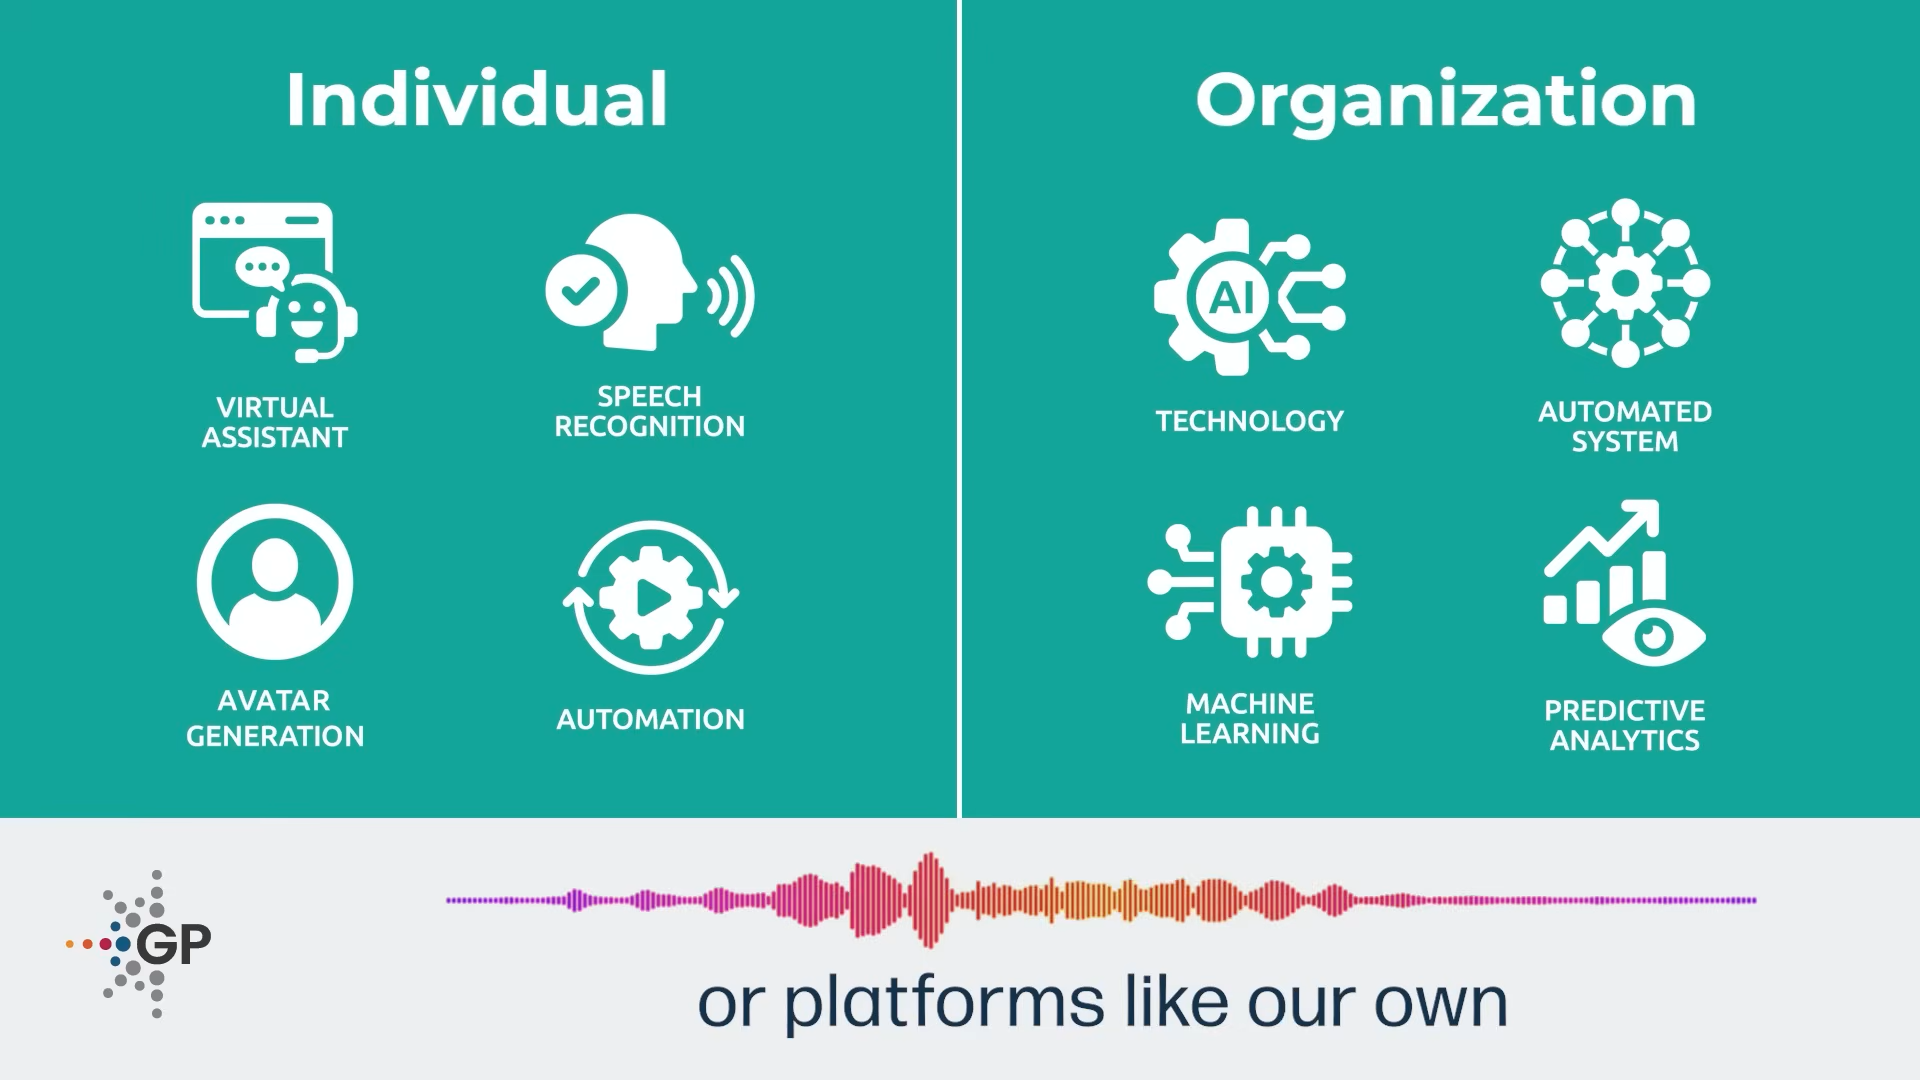 Individual
VIRTUAL
ASSISTANT
SPEECH
RECOGNITION
AVATAR
GENERATION
AUTOMATION
Organization
AI
TECHNOLOGY
AUTOMATED
SYSTEM
MACHINE
LEARNING
PREDICTIVE
ANALYTICS
GP
or platforms like our own